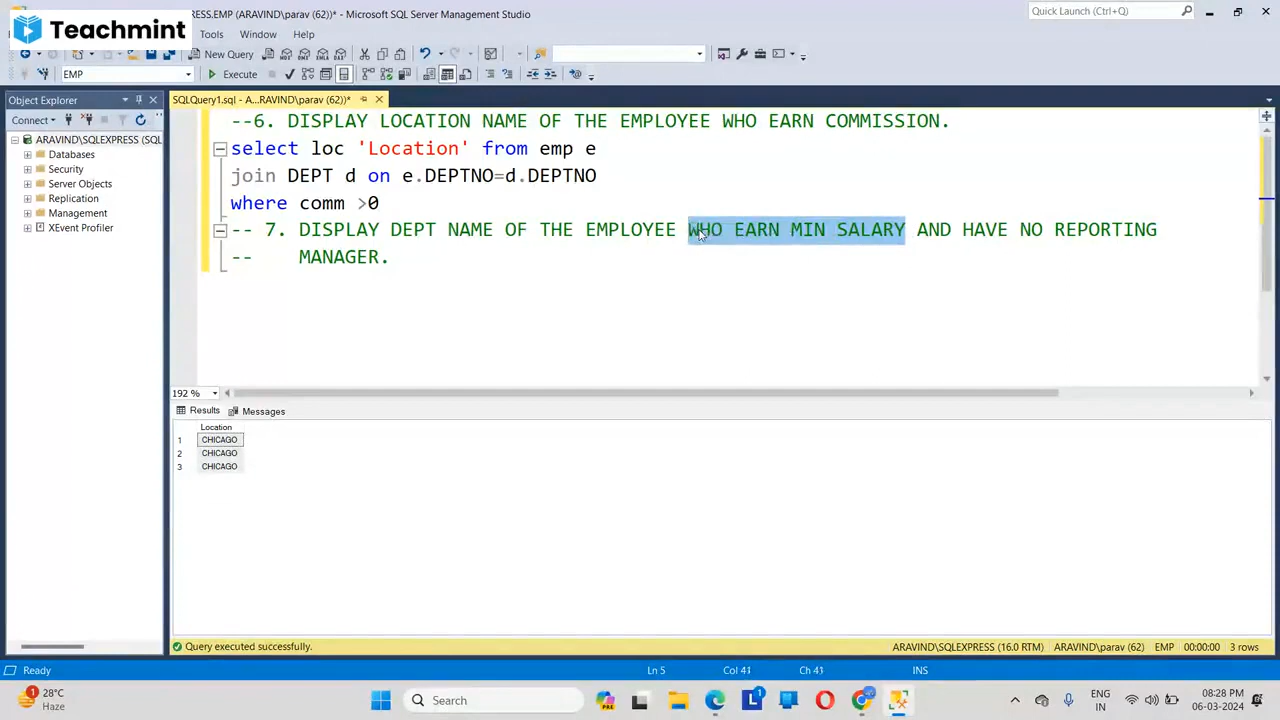 RESS.EMP (ARAVIND\parav (62))* - Microsoft SQL Server Management Studio
Quick Launch (Ctrl+Q)
Teachmint
Tools Window Help
New Query
EMP
Execute
Object Explorer
SQLQuery1.sql - A...RAVIND\parav (62))*
Connect
ARAVIND\SQLEXPRESS (SQ
Databases
Security
Server Objects
Replication
Management
XEvent Profiler
--6. DISPLAY LOCATION NAME OF THE EMPLOYEE WHO EARN COMMISSION.
select loc 'Location' from emp e
join DEPT d on e.DEPTNO=d.DEPTNO
where comm >0
-- 7. DISPLAY DEPT NAME OF THE EMPLOYEE WHO EARN MIN SALARY AND HAVE NO REPORTING
-- MANAGER.
192 %
Results Messages
Location
1 CHICAGO
2 CHICAGO
3 CHICAGO
Query executed successfully.
ARAVIND\SQLEXPRESS (16.0 RTM) ARAVIND\parav (62) EMP 00:00:00 3 rows
Ready Ln 5 Col 41 Ch 41 INS
28°C
Haze
Search
ENG
IN
08:28 PM
06-03-2024